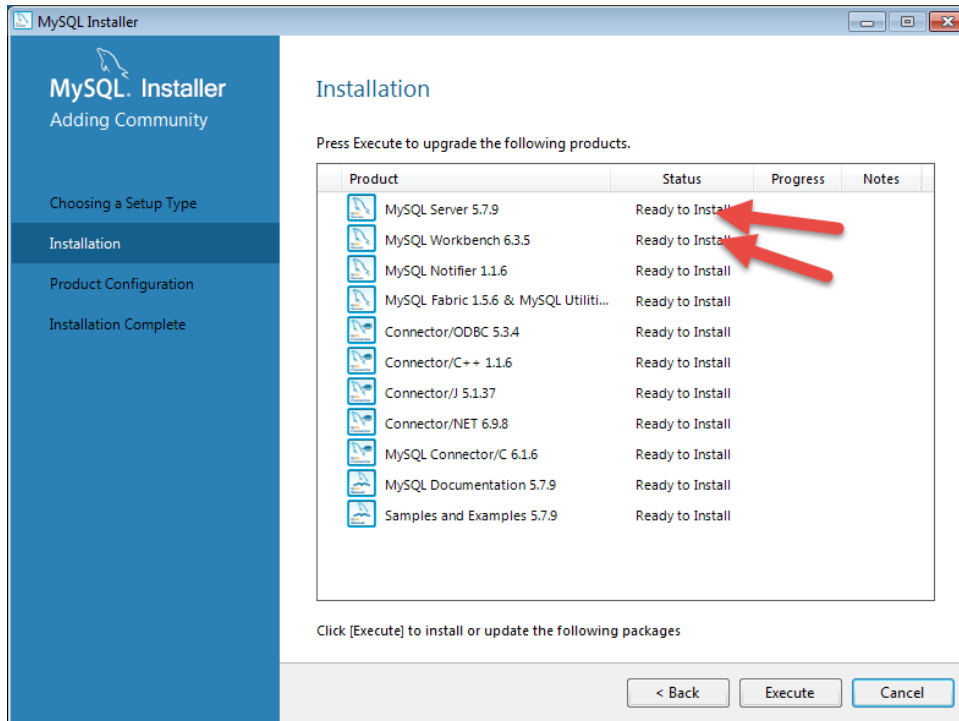 MySQL Installer
MySQL. Installer
Adding Community
Choosing a Setup Type
Installation
Product Configuration
Installation Complete
Installation
Press Execute to upgrade the following products.
Product Status Progress Notes
MySQL Server 5.7.9 Ready to Install
MySQL Workbench 6.3.5 Ready to Install
MySQL Notifier 1.1.6 Ready to Install
MySQL Fabric 1.5.6 & MySQL Utiliti... Ready to Install
Connector/ODBC 5.3.4 Ready to Install
Connector/C++ 1.1.6 Ready to Install
Connector/J 5.1.37 Ready to Install
Connector/NET 6.9.8 Ready to Install
MySQL Connector/C 6.1.6 Ready to Install
MySQL Documentation 5.7.9 Ready to Install
Samples and Examples 5.7.9 Ready to Install
Click [Execute] to install or update the following packages
< Back Execute Cancel